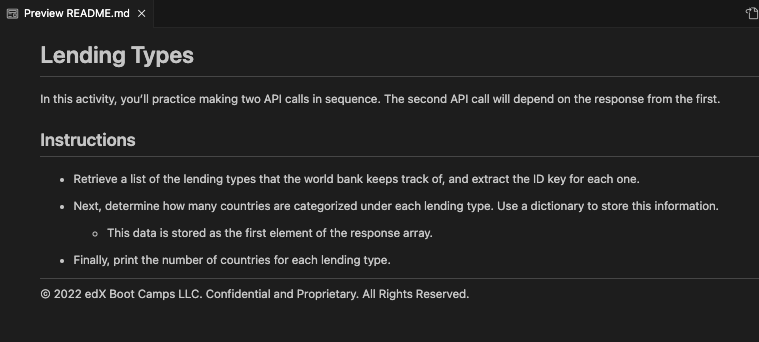 Preview README.md
Lending Types
In this activity, you’ll practice making two API calls in sequence. The second API call will depend on the response from the first.
Instructions
• Retrieve a list of the lending types that the world bank keeps track of, and extract the ID key for each one.
• Next, determine how many countries are categorized under each lending type. Use a dictionary to store this information.
◦ This data is stored as the first element of the response array.
• Finally, print the number of countries for each lending type.
© 2022 edX Boot Camps LLC. Confidential and Proprietary. All Rights Reserved.